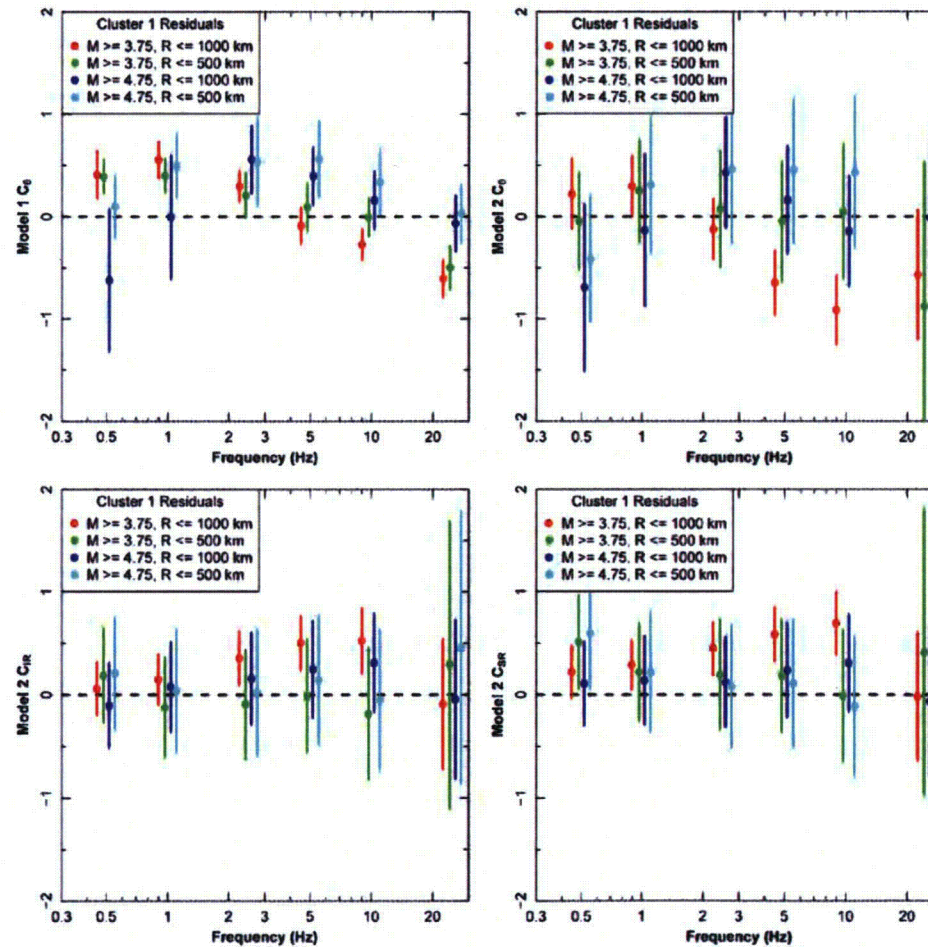 Cluster 1 Residuals
M >= 3.75, R <= 1000 km
M >= 3.75, R <= 500 km
M >= 4.75, R <= 1000 km
M >= 4.75, R <= 500 km
Model 1 C₀
2
1
0
-1
-2
0.3 0.5 1 2 3 5 10 20
Frequency (Hz)
Cluster 1 Residuals
M >= 3.75, R <= 1000 km
M >= 3.75, R <= 500 km
M >= 4.75, R <= 1000 km
M >= 4.75, R <= 500 km
Model 2 C₀
2
1
0
-1
-2
0.3 0.5 1 2 3 5 10 20
Frequency (Hz)
Cluster 1 Residuals
M >= 3.75, R <= 1000 km
M >= 3.75, R <= 500 km
M >= 4.75, R <= 1000 km
M >= 4.75, R <= 500 km
Model 2 CIR
2
1
0
-1
-2
0.3 0.5 1 2 3 5 10 20
Frequency (Hz)
Cluster 1 Residuals
M >= 3.75, R <= 1000 km
M >= 3.75, R <= 500 km
M >= 4.75, R <= 1000 km
M >= 4.75, R <= 500 km
Model 2 CSR
2
1
0
-1
-2
0.3 0.5 1 2 3 5 10 20
Frequency (Hz)